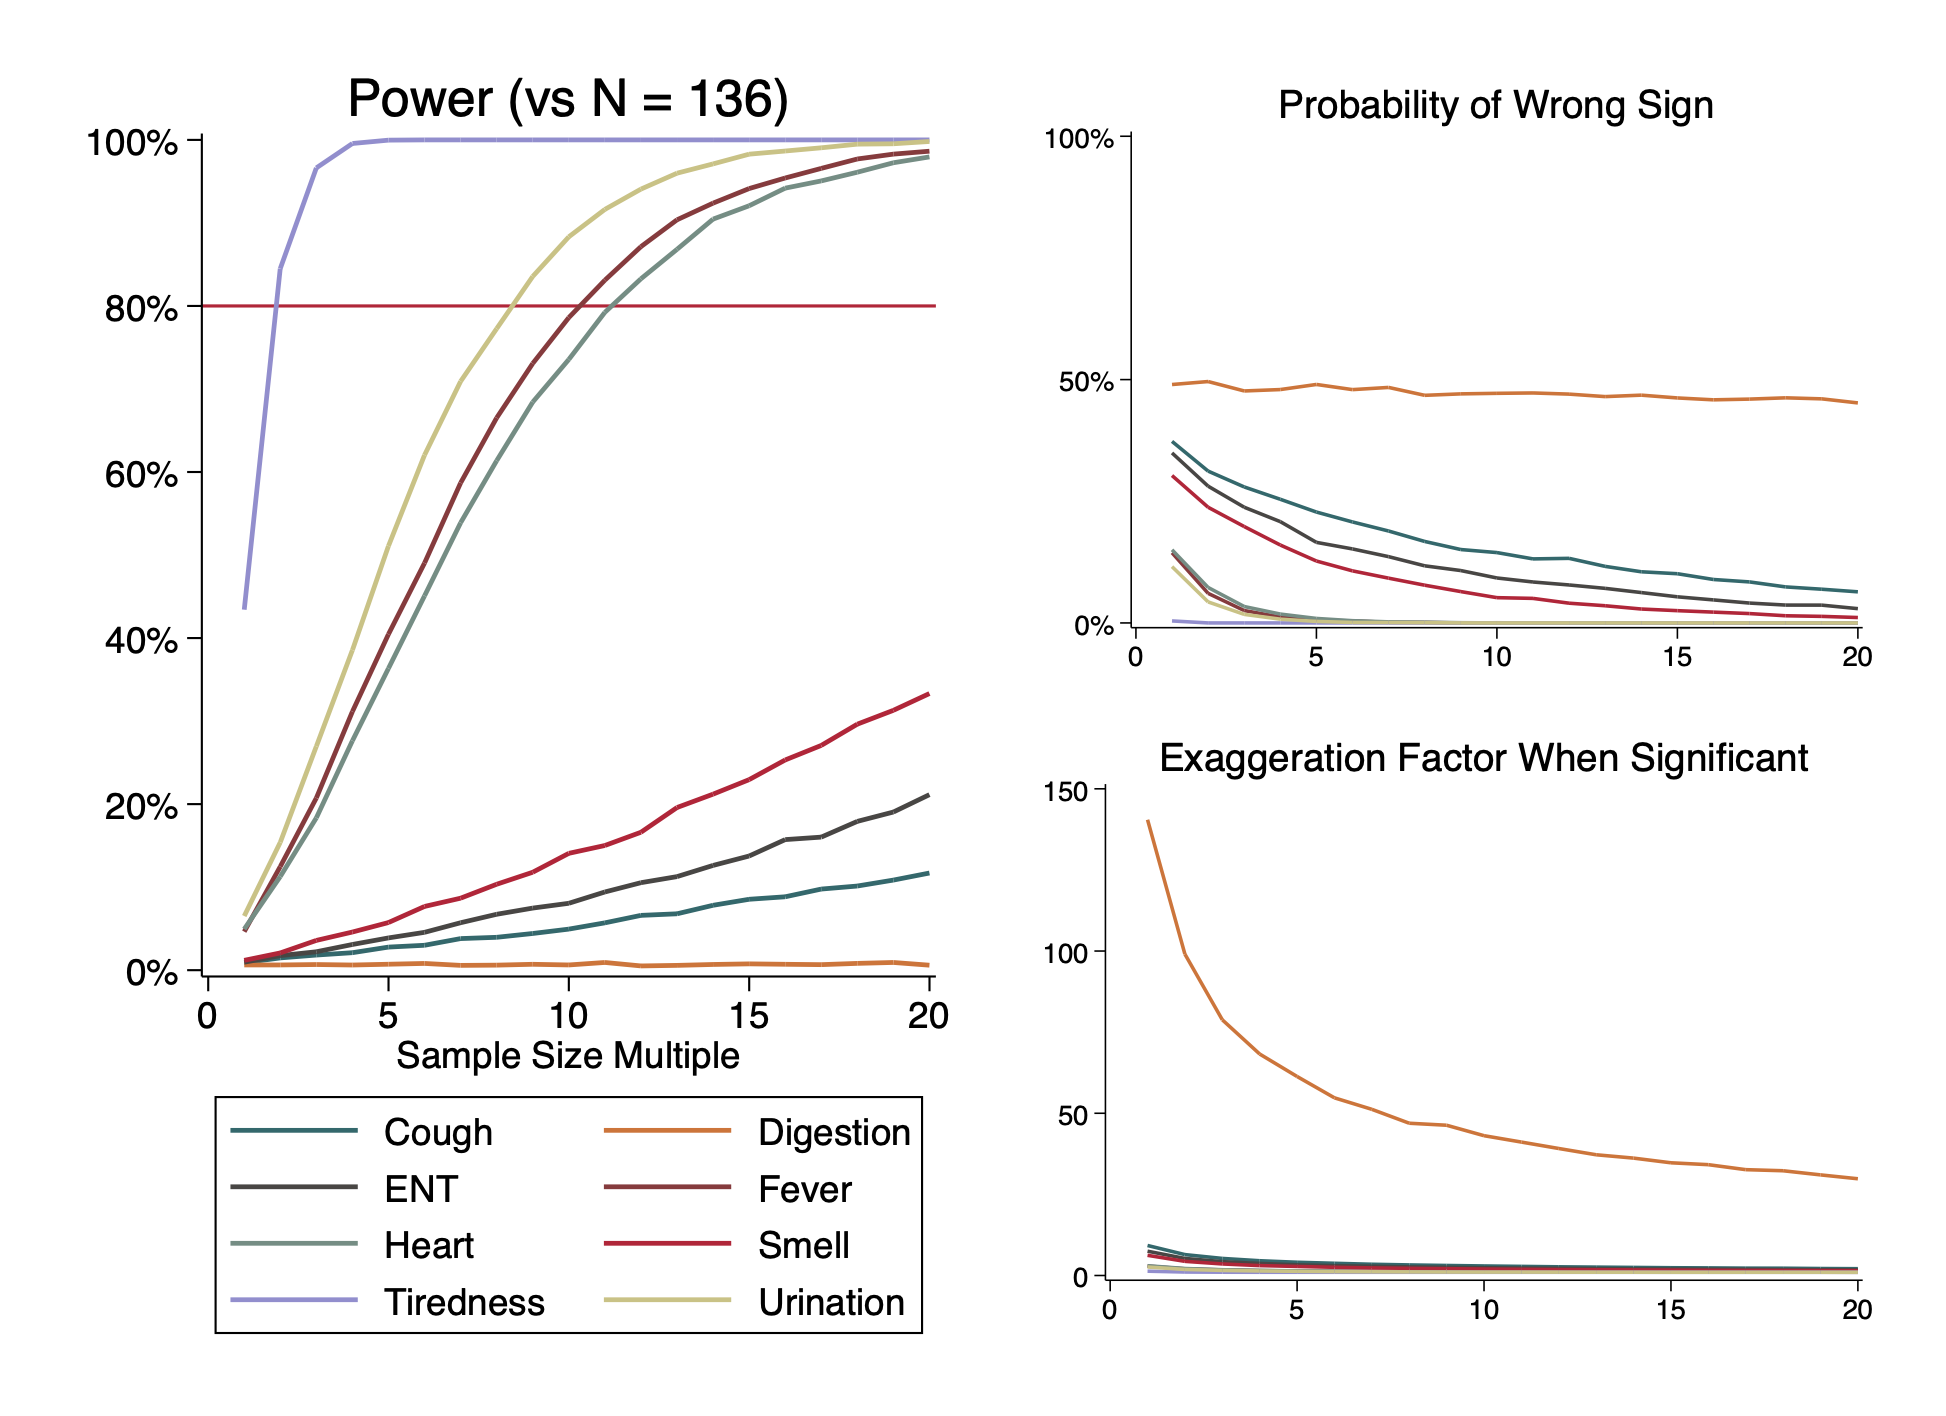 Power (vs N = 136)
100%
80%
60%
40%
20%
0%
0 5 10 15 20
Sample Size Multiple
Cough Digestion
ENT Fever
Heart Smell
Tiredness Urination
Probability of Wrong Sign
100%
50%
0%
0 5 10 15 20
Exaggeration Factor When Significant
150
100
50
0
0 5 10 15 20